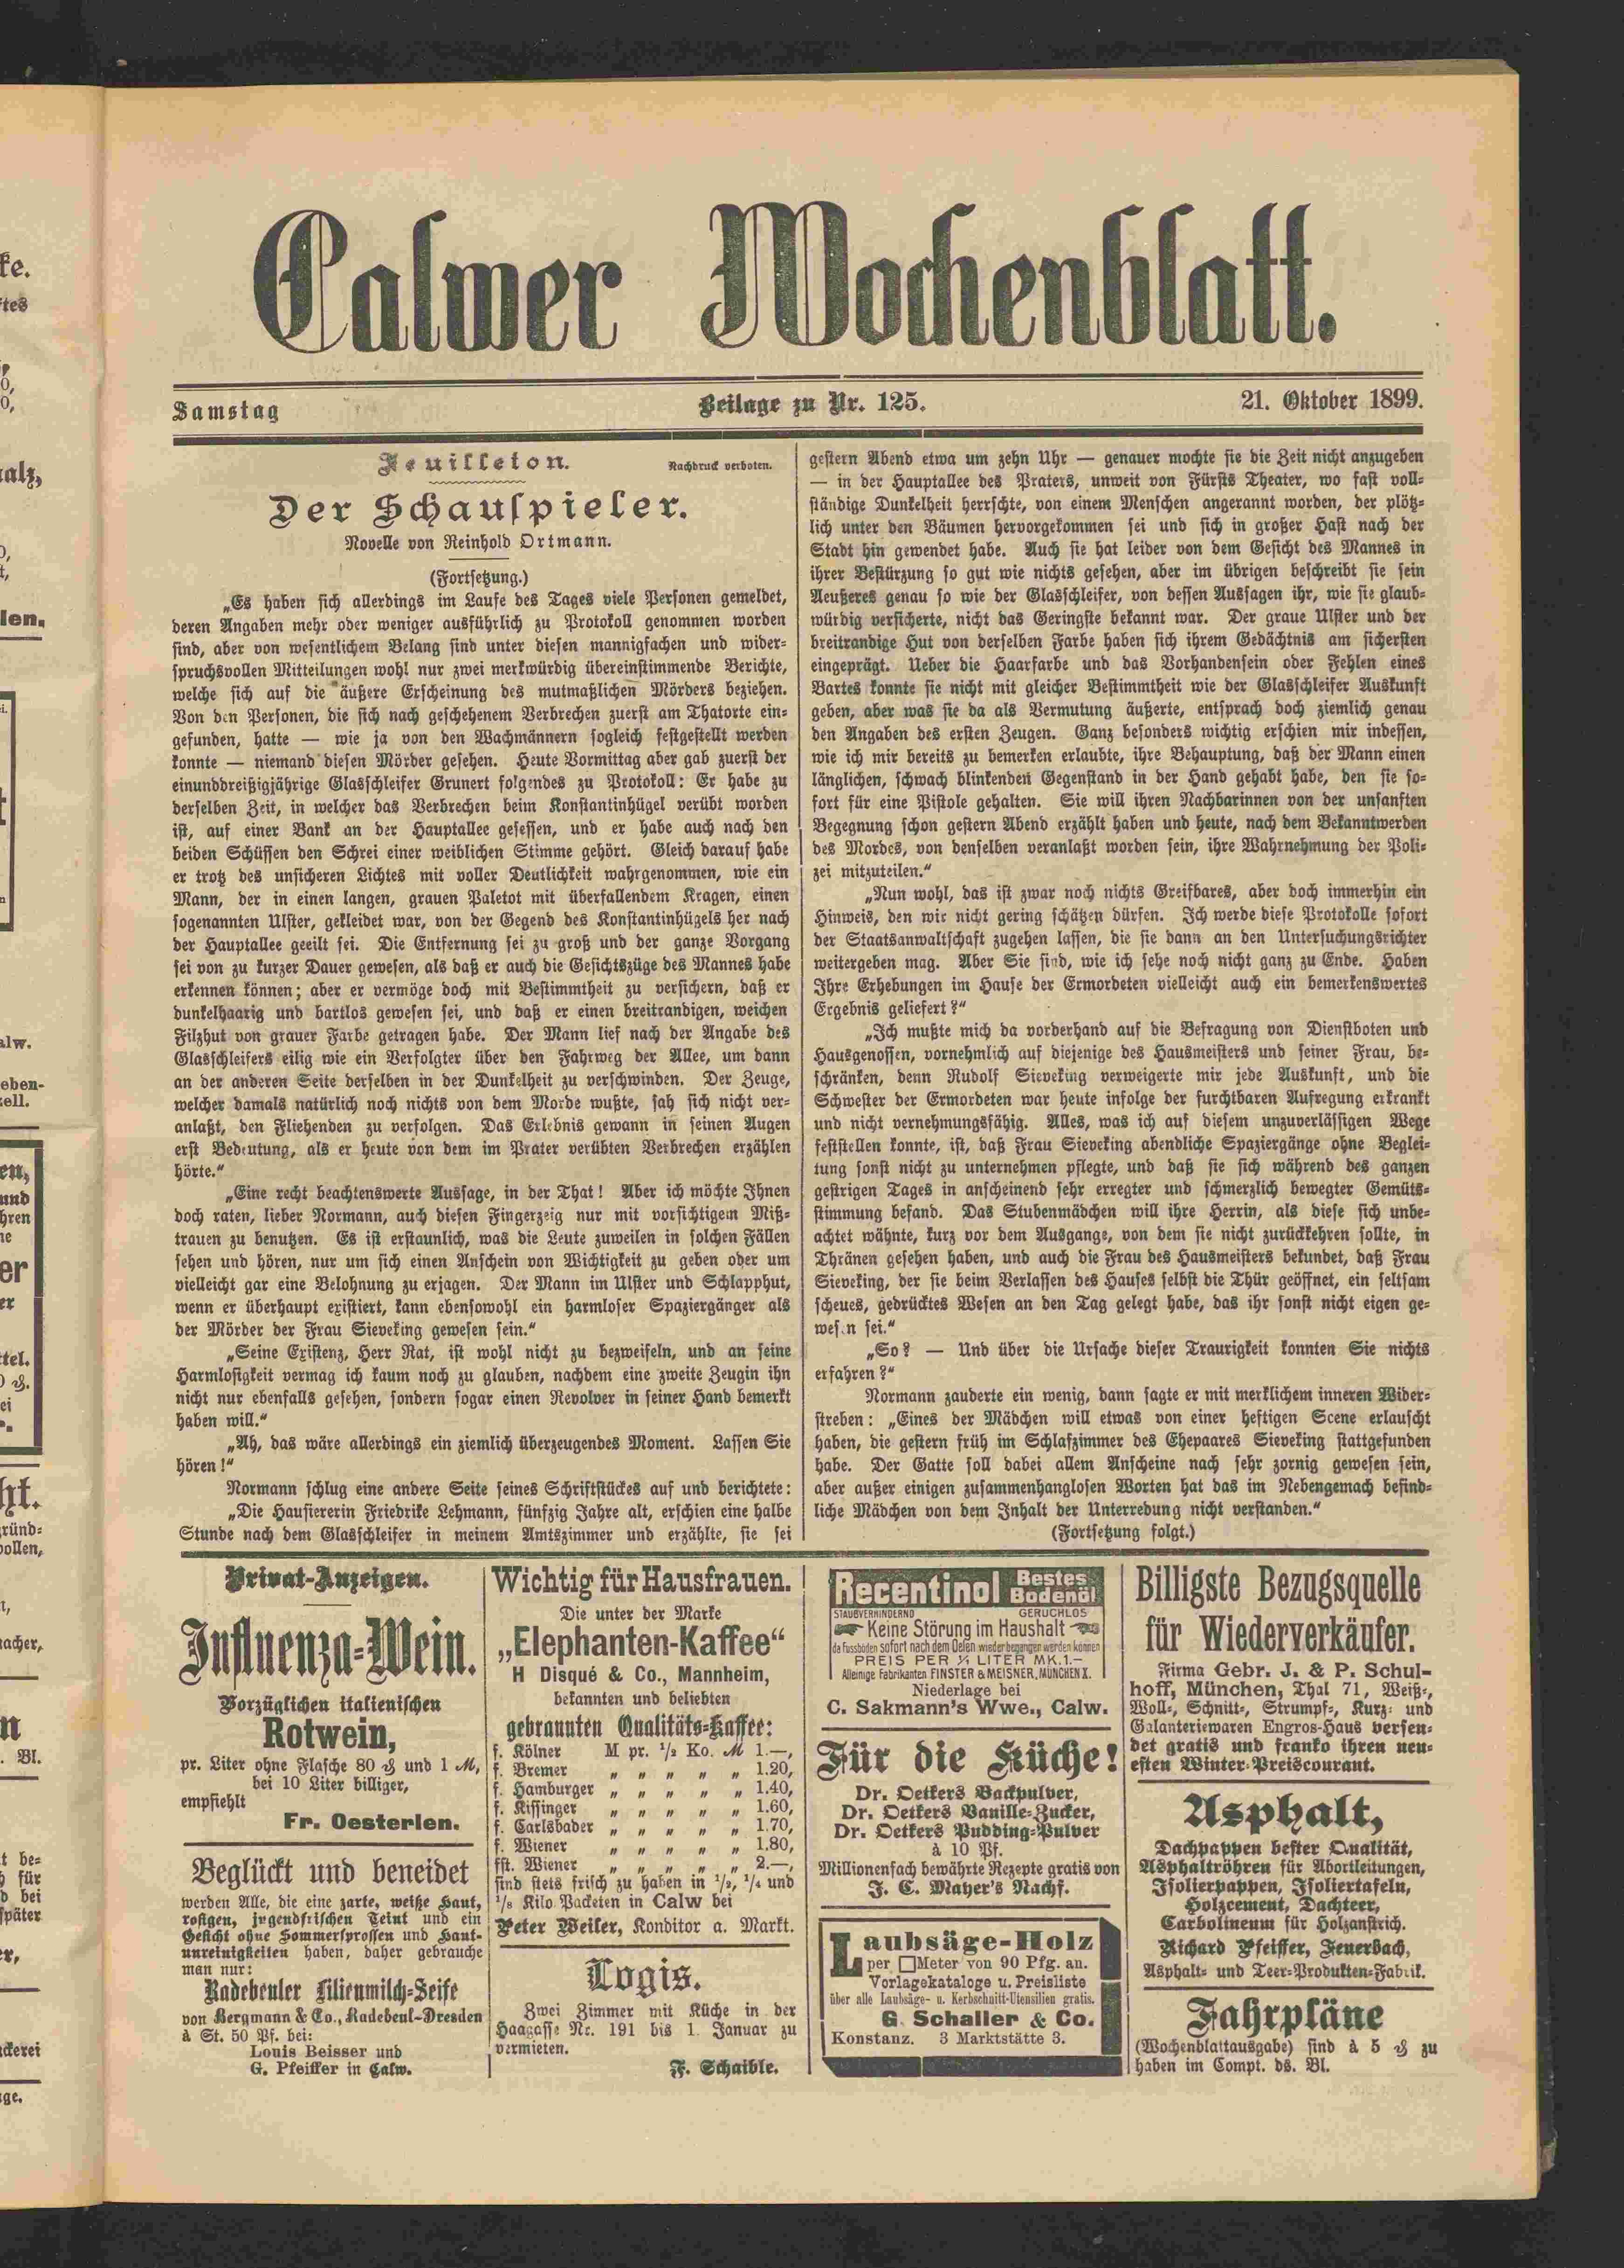 Calwer Wochenblatt.
Samstag
Beilage zu Nr. 125.
21. Oktober 1899.
Feuilleton.
Nachdruck verboten.
Der Schauspieler.
Novelle von Reinhold Ortmann.
(Fortsetzung.)
„Es haben sich allerdings im Laufe des Tages viele Personen gemeldet,
deren Angaben mehr oder weniger ausführlich zu Protokoll genommen worden
sind, aber von wesentlichem Belang sind unter diesen mannigfachen und wider-
spruchsvollen Mitteilungen wohl nur zwei merkwürdig übereinstimmende Berichte,
welche sich auf die äußere Erscheinung des mutmaßlichen Mörders beziehen.
Von den Personen, die sich nach geschehenem Verbrechen zuerst am Thatorte ein-
gefunden, hatte — wie ja von den Wachmännern sogleich festgestellt werden
konnte — niemand diesen Mörder gesehen. Heute Vormittag aber gab zuerst der
einunddreißigjährige Glasschleifer Grunert folgendes zu Protokoll: Er habe zu
derselben Zeit, in welcher das Verbrechen beim Konstantinhügel verübt worden
ist, auf einer Bank an der Hauptallee gesessen, und er habe auch nach den
beiden Schüssen den Schrei einer weiblichen Stimme gehört. Gleich darauf habe
er trotz des unsicheren Lichtes mit voller Deutlichkeit wahrgenommen, wie ein
Mann, der in einen langen, grauen Paletot mit überfallendem Kragen, einen
sogenannten Ulster, gekleidet war, von der Gegend des Konstantinhügels her nach
der Hauptallee geeilt sei. Die Entfernung sei zu groß und der ganze Vorgang
sei von zu kurzer Dauer gewesen, als daß er auch die Gesichtszüge des Mannes habe
erkennen können; aber er vermöge doch mit Bestimmtheit zu versichern, daß er
dunkelhaarig und bartlos gewesen sei, und daß er einen breitrandigen, weichen
Filzhut von grauer Farbe getragen habe. Der Mann lief nach der Angabe des
Glasschleifers eilig wie ein Verfolgter über den Fahrweg der Allee, um dann
an der anderen Seite derselben in der Dunkelheit zu verschwinden. Der Zeuge,
welcher damals natürlich noch nichts von dem Morde wußte, sah sich nicht ver-
anlaßt, den Fliehenden zu verfolgen. Das Erlebnis gewann in seinen Augen
erst Bedeutung, als er heute von dem im Prater verübten Verbrechen erzählen
hörte.“
„Eine recht beachtenswerte Aussage, in der That! Aber ich möchte Ihnen
doch raten, lieber Normann, auch diesen Fingerzeig nur mit vorsichtigem Miß-
trauen zu benutzen. Es ist erstaunlich, was die Leute zuweilen in solchen Fällen
sehen und hören, nur um sich einen Anschein von Wichtigkeit zu geben oder um
vielleicht gar eine Belohnung zu erjagen. Der Mann im Ulster und Schlapphut,
wenn er überhaupt existiert, kann ebensowohl ein harmloser Spaziergänger als
der Mörder der Frau Sieveking gewesen sein.“
„Seine Existenz, Herr Rat, ist wohl nicht zu bezweifeln, und an seine
Harmlosigkeit vermag ich kaum noch zu glauben, nachdem eine zweite Zeugin ihn
nicht nur ebenfalls gesehen, sondern sogar einen Revolver in seiner Hand bemerkt
haben will.“
„Ah, das wäre allerdings ein ziemlich überzeugendes Moment. Lassen Sie
hören!“
Normann schlug eine andere Seite seines Schriftstückes auf und berichtete:
„Die Hausiererin Friedrike Lehmann, fünfzig Jahre alt, erschien eine halbe
Stunde nach dem Glasschleifer in meinem Amtszimmer und erzählte, sie sei
gestern Abend etwa um zehn Uhr — genauer mochte sie die Zeit nicht anzugeben
— in der Hauptallee des Praters, unweit von Fürsts Theater, wo fast voll-
ständige Dunkelheit herrschte, von einem Menschen angerannt worden, der plötz-
lich unter den Bäumen hervorgekommen sei und sich in großer Hast nach der
Stadt hin gewendet habe. Auch sie hat leider von dem Gesicht des Mannes in
ihrer Bestürzung so gut wie nichts gesehen, aber im übrigen beschreibt sie sein
Aeußeres genau so wie der Glasschleifer, von dessen Aussagen ihr, wie sie glaub-
würdig versicherte, nicht das Geringste bekannt war. Der graue Ulster und der
breitrandige Hut von derselben Farbe haben sich ihrem Gedächtnis am sichersten
eingeprägt. Ueber die Haarfarbe und das Vorhandensein oder Fehlen eines
Bartes konnte sie nicht mit gleicher Bestimmtheit wie der Glasschleifer Auskunft
geben, aber was sie da als Vermutung äußerte, entsprach doch ziemlich genau
den Angaben des ersten Zeugen. Ganz besonders wichtig erschien mir indessen,
wie ich mir bereits zu bemerken erlaubte, ihre Behauptung, daß der Mann einen
länglichen, schwach blinkenden Gegenstand in der Hand gehabt habe, den sie so-
fort für eine Pistole gehalten. Sie will ihren Nachbarinnen von der unsanften
Begegnung schon gestern Abend erzählt haben und heute, nach dem Bekanntwerden
des Mordes, von denselben veranlaßt worden sein, ihre Wahrnehmung der Poli-
zei mitzuteilen.“
„Nun wohl, das ist zwar noch nichts Greifbares, aber doch immerhin ein
Hinweis, den wir nicht gering schätzen dürfen. Ich werde diese Protokolle sofort
der Staatsanwaltschaft zugehen lassen, die sie dann an den Untersuchungsrichter
weitergeben mag. Aber Sie sind, wie ich sehe noch nicht ganz zu Ende. Haben
Ihre Erhebungen im Hause der Ermordeten vielleicht auch ein bemerkenswertes
Ergebnis geliefert?“
„Ich mußte mich da vorderhand auf die Befragung von Dienstboten und
Hausgenossen, vornehmlich auf diejenige des Hausmeisters und seiner Frau, be-
schränken, denn Rudolf Sieveking verweigerte mir jede Auskunft, und die
Schwester der Ermordeten war heute infolge der furchtbaren Aufregung erkrankt
und nicht vernehmungsfähig. Alles, was ich auf diesem unzuverlässigen Wege
feststellen konnte, ist, daß Frau Sieveking abendliche Spaziergänge ohne Beglei-
tung sonst nicht zu unternehmen pflegte, und daß sie sich während des ganzen
gestrigen Tages in anscheinend sehr erregter und schmerzlich bewegter Gemüts-
stimmung befand. Das Stubenmädchen will ihre Herrin, als diese sich unbe-
achtet wähnte, kurz vor dem Ausgange, von dem sie nicht zurückkehren sollte, in
Thränen gesehen haben, und auch die Frau des Hausmeisters bekundet, daß Frau
Sieveking, der sie beim Verlassen des Hauses selbst die Thür geöffnet, ein seltsam
scheues, gedrücktes Wesen an den Tag gelegt habe, das ihr sonst nicht eigen ge-
wes.n sei.“
„So? — Und über die Ursache dieser Traurigkeit konnten Sie nichts
erfahren?“
Normann zauderte ein wenig, dann sagte er mit merklichem inneren Wider-
streben: „Eines der Mädchen will etwas von einer heftigen Scene erlauscht
haben, die gestern früh im Schlafzimmer des Ehepaares Sieveking stattgefunden
habe. Der Gatte soll dabei allem Anscheine nach sehr zornig gewesen sein,
aber außer einigen zusammenhanglosen Worten hat das im Nebengemach befind-
liche Mädchen von dem Inhalt der Unterredung nicht verstanden.“
(Fortsetzung folgt.)
Privat-Anzeigen.
Influenza-Wein.
Vorzüglichen italienischen
Rotwein,
pr. Liter ohne Flasche 80 ₰ und 1 ℳ,
bei 10 Liter billiger,
empfiehlt
Fr. Oesterlen.
Beglückt und beneidet
werden Alle, die eine zarte, weiße Haut,
rosigen, jugendfrischen Teint und ein
Gesicht ohne Sommersprossen und Haut-
unreinigkeiten haben, daher gebrauche
man nur:
Radebeuler Lilienmilch-Seife
von Bergmann & Co., Radebeul-Dresden
à St. 50 Pf. bei:
Louis Beisser und
G. Pfeiffer in Calw.
Wichtig für Hausfrauen.
Die unter der Marke
„Elephanten-Kaffee“
H Disqué & Co., Mannheim,
bekannten und beliebten
gebrannten Qualitäts-Kaffee:
f. Kölner M pr. ½ Ko. ℳ 1.—,
f. Bremer „ „ „ „ „ 1.20,
f. Hamburger „ „ „ „ „ 1.40,
f. Kissinger „ „ „ „ „ 1.60,
f. Carlsbader „ „ „ „ „ 1.70,
f. Wiener „ „ „ „ „ 1.80,
fst. Wiener „ „ „ „ „ 2.—,
sind stets frisch zu haben in ½, ¼ und
⅛ Kilo Packeten in Calw bei
Peter Weiler, Konditor a. Markt.
Logis.
Zwei Zimmer mit Küche in der
Haagasse Nr. 191 bis 1. Januar zu
vermieten.
F. Schaible.
Recentinol Bestes Bodenöl
STAUBVERHINDERND GERUCHLOS
Keine Störung im Haushalt
da Fussboden sofort nach dem Oelen wieder begangen werden können
PREIS PER ½ LITER MK.1.—
Alleinige Fabrikanten FINSTER & MEISNER, MÜNCHEN X.
Niederlage bei
C. Sakmann's Wwe., Calw.
Für die Küche!
Dr. Oetkers Backpulver,
Dr. Oetkers Vanille-Zucker,
Dr. Oetkers Pudding-Pulver
à 10 Pf.
Millionenfach bewährte Rezepte gratis von
J. C. Mayer's Nachf.
Laubsäge-Holz
per □Meter von 90 Pfg. an.
Vorlagekataloge u. Preisliste
über alle Laubsäge- u. Kerbschnitt-Utensilien gratis.
G. Schaller & Co.
Konstanz. 3 Marktstätte 3.
Billigste Bezugsquelle
für Wiederverkäufer.
Firma Gebr. J. & P. Schul-
hoff, München, Thal 71, Weiß-,
Woll-, Schnitt-, Strumpf-, Kurz- und
Galanteriewaren Engros-Haus versen-
det gratis und franko ihren neu-
esten Winter-Preiscourant.
Asphalt,
Dachpappen bester Qualität,
Asphaltröhren für Abortleitungen,
Isolierpappen, Isoliertafeln,
Holzcement, Dachteer,
Carbolineum für Holzanstrich.
Richard Pfeiffer, Feuerbach,
Asphalt- und Teer-Produkten-Fabrik.
Fahrpläne
(Wochenblattausgabe) sind à 5 ₰ zu
haben im Compt. ds. Bl.